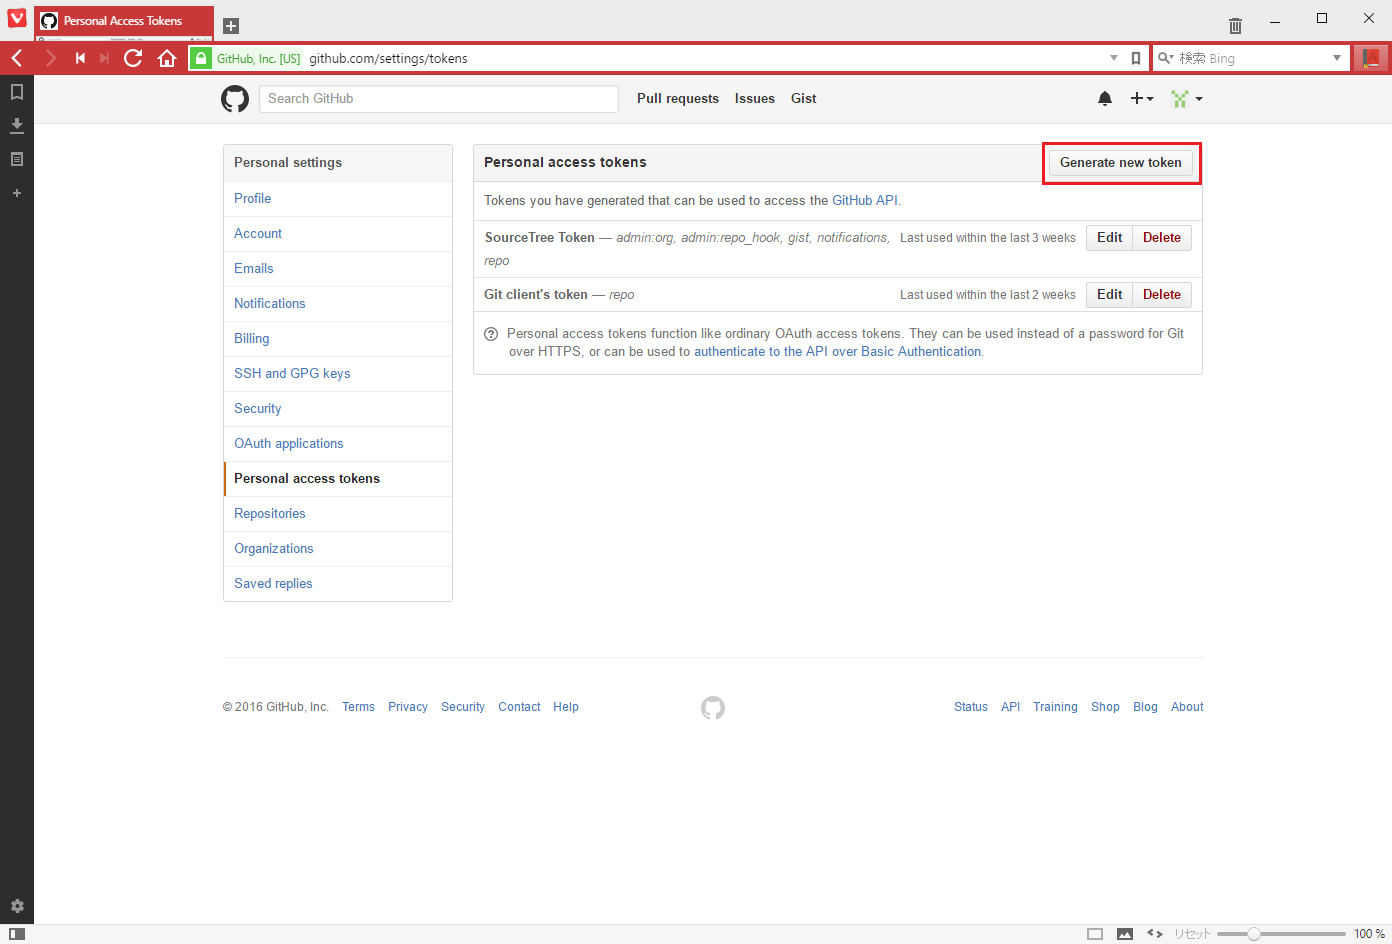 Personal Access Tokens
GitHub, Inc. [US] github.com/settings/tokens
検索 Bing
Search GitHub
Pull requests Issues Gist
Personal settings
Profile
Account
Emails
Notifications
Billing
SSH and GPG keys
Security
OAuth applications
Personal access tokens
Repositories
Organizations
Saved replies
Personal access tokens
Generate new token
Tokens you have generated that can be used to access the GitHub API.
SourceTree Token — admin:org, admin:repo_hook, gist, notifications, Last used within the last 3 weeks Edit Delete
repo
Git client's token — repo Last used within the last 2 weeks Edit Delete
Personal access tokens function like ordinary OAuth access tokens. They can be used instead of a password for Git
over HTTPS, or can be used to authenticate to the API over Basic Authentication.
© 2016 GitHub, Inc. Terms Privacy Security Contact Help
Status API Training Shop Blog About
リセット 100 %